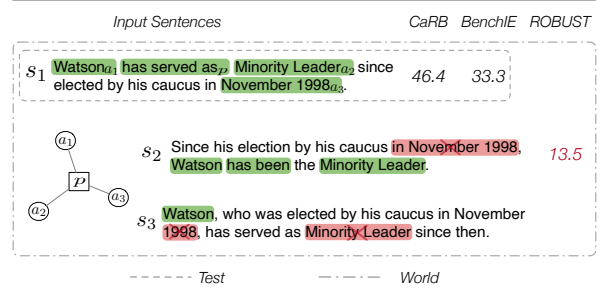 Input Sentences CaRB BenchIE ROBUST
s1 Watsona1 has served asp Minority Leadera2 since
elected by his caucus in November 1998a3. 46.4 33.3
a1
p
a2
a3
s2 Since his election by his caucus in November 1998,
Watson has been the Minority Leader.
13.5
s3 Watson, who was elected by his caucus in November
1998, has served as Minority Leader since then.
Test World